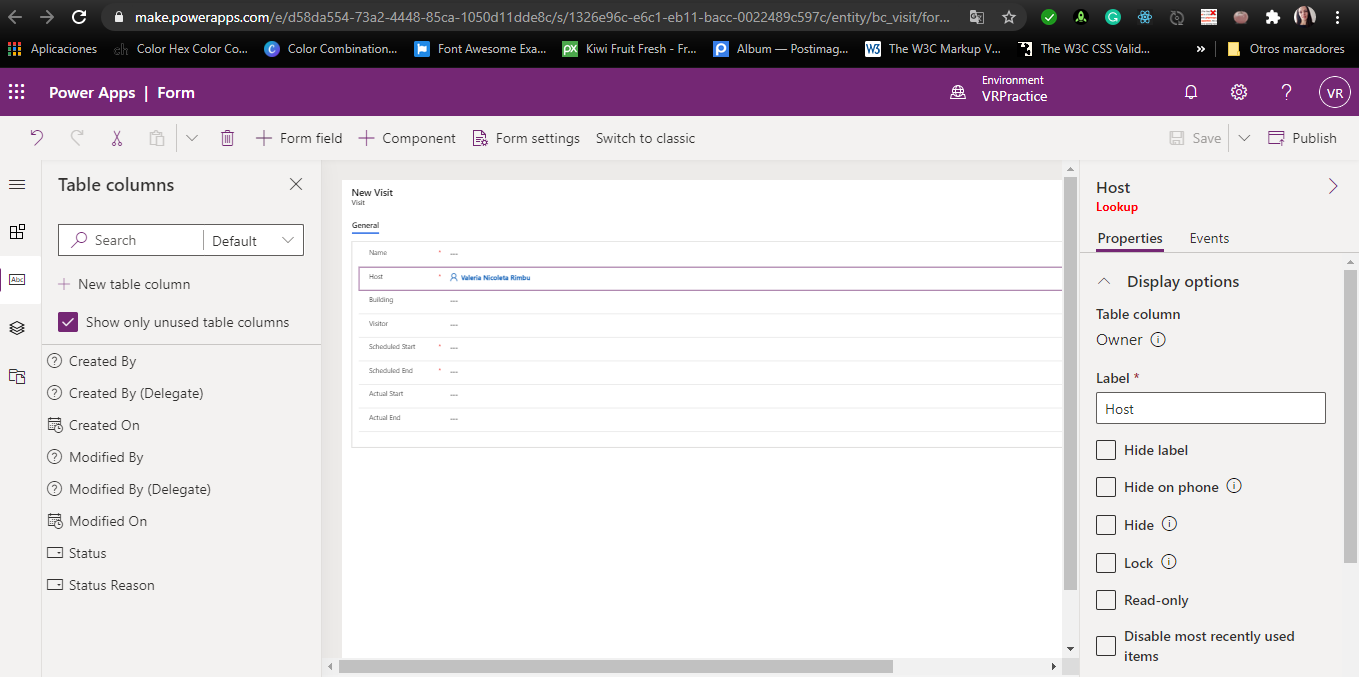 make.powerapps.com/e/d58da554-73a2-4448-85ca-1050d11dde8c/s/1326e96c-e6c1-eb11-bacc-0022489c597c/entity/bc_visit/for...
Aplicaciones
Color Hex Color Co...
Color Combination...
Font Awesome Exa...
Kiwi Fruit Fresh - Fr...
Album — Postimag...
The W3C Markup V...
The W3C CSS Valid...
»
Otros marcadores
Power Apps | Form
Environment
VRPractice
VR
Form field
Component
Form settings
Switch to classic
Save
Publish
Table columns
Search
Default
New table column
Show only unused table columns
Created By
Created By (Delegate)
Created On
Modified By
Modified By (Delegate)
Modified On
Status
Status Reason
Abc
New Visit
Visit
General
Name * ---
Host * Valeria Nicoleta Rimbu
Building ---
Visitor ---
Scheduled Start * ---
Scheduled End * ---
Actual Start ---
Actual End ---
Host
Lookup
Properties
Events
Display options
Table column
Owner
Label *
Host
Hide label
Hide on phone
Hide
Lock
Read-only
Disable most recently used
items